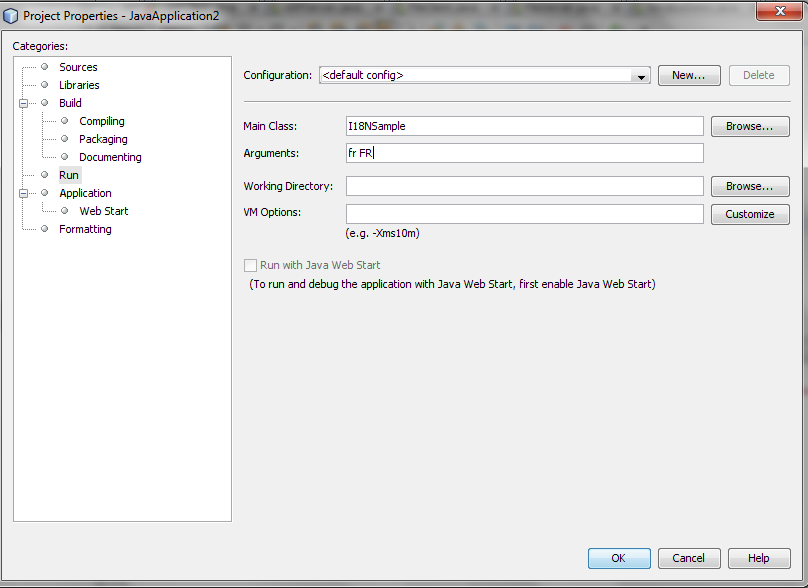 Project Properties - JavaApplication2
Categories:
Sources
Libraries
Build
Compiling
Packaging
Documenting
Run
Application
Web Start
Formatting
Configuration: <default config> New... Delete
Main Class: I18NSample Browse...
Arguments: fr FR
Working Directory: Browse...
VM Options: Customize
(e.g. -Xms10m)
Run with Java Web Start
(To run and debug the application with Java Web Start, first enable Java Web Start)
OK Cancel Help